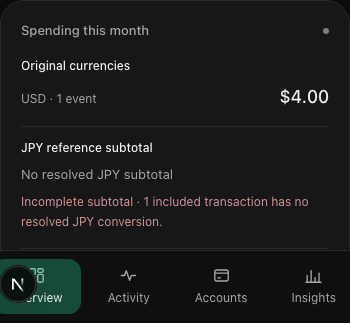 Spending this month
Original currencies
USD · 1 event
$4.00
JPY reference subtotal
No resolved JPY subtotal
Incomplete subtotal · 1 included transaction has no
resolved JPY conversion.
N
erview
Activity
Accounts
Insights